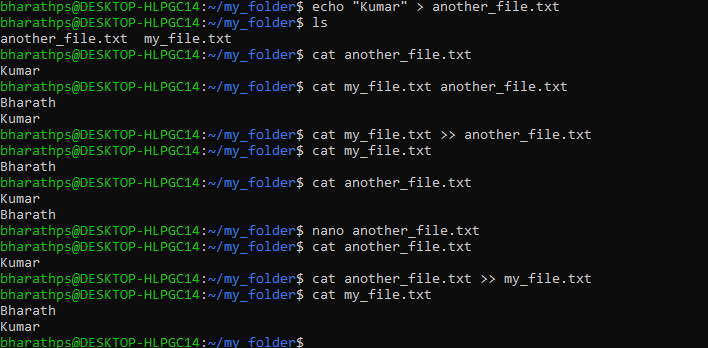 bharathps@DESKTOP-HLPGC14:~/my_folder$ echo "Kumar" > another_file.txt
bharathps@DESKTOP-HLPGC14:~/my_folder$ ls
another_file.txt  my_file.txt
bharathps@DESKTOP-HLPGC14:~/my_folder$ cat another_file.txt
Kumar
bharathps@DESKTOP-HLPGC14:~/my_folder$ cat my_file.txt another_file.txt
Bharath
Kumar
bharathps@DESKTOP-HLPGC14:~/my_folder$ cat my_file.txt >> another_file.txt
bharathps@DESKTOP-HLPGC14:~/my_folder$ cat my_file.txt
Bharath
bharathps@DESKTOP-HLPGC14:~/my_folder$ cat another_file.txt
Kumar
Bharath
bharathps@DESKTOP-HLPGC14:~/my_folder$ nano another_file.txt
bharathps@DESKTOP-HLPGC14:~/my_folder$ cat another_file.txt
Kumar
bharathps@DESKTOP-HLPGC14:~/my_folder$ cat another_file.txt >> my_file.txt
bharathps@DESKTOP-HLPGC14:~/my_folder$ cat my_file.txt
Bharath
Kumar
bharathps@DESKTOP-HLPGC14:~/my_folder$